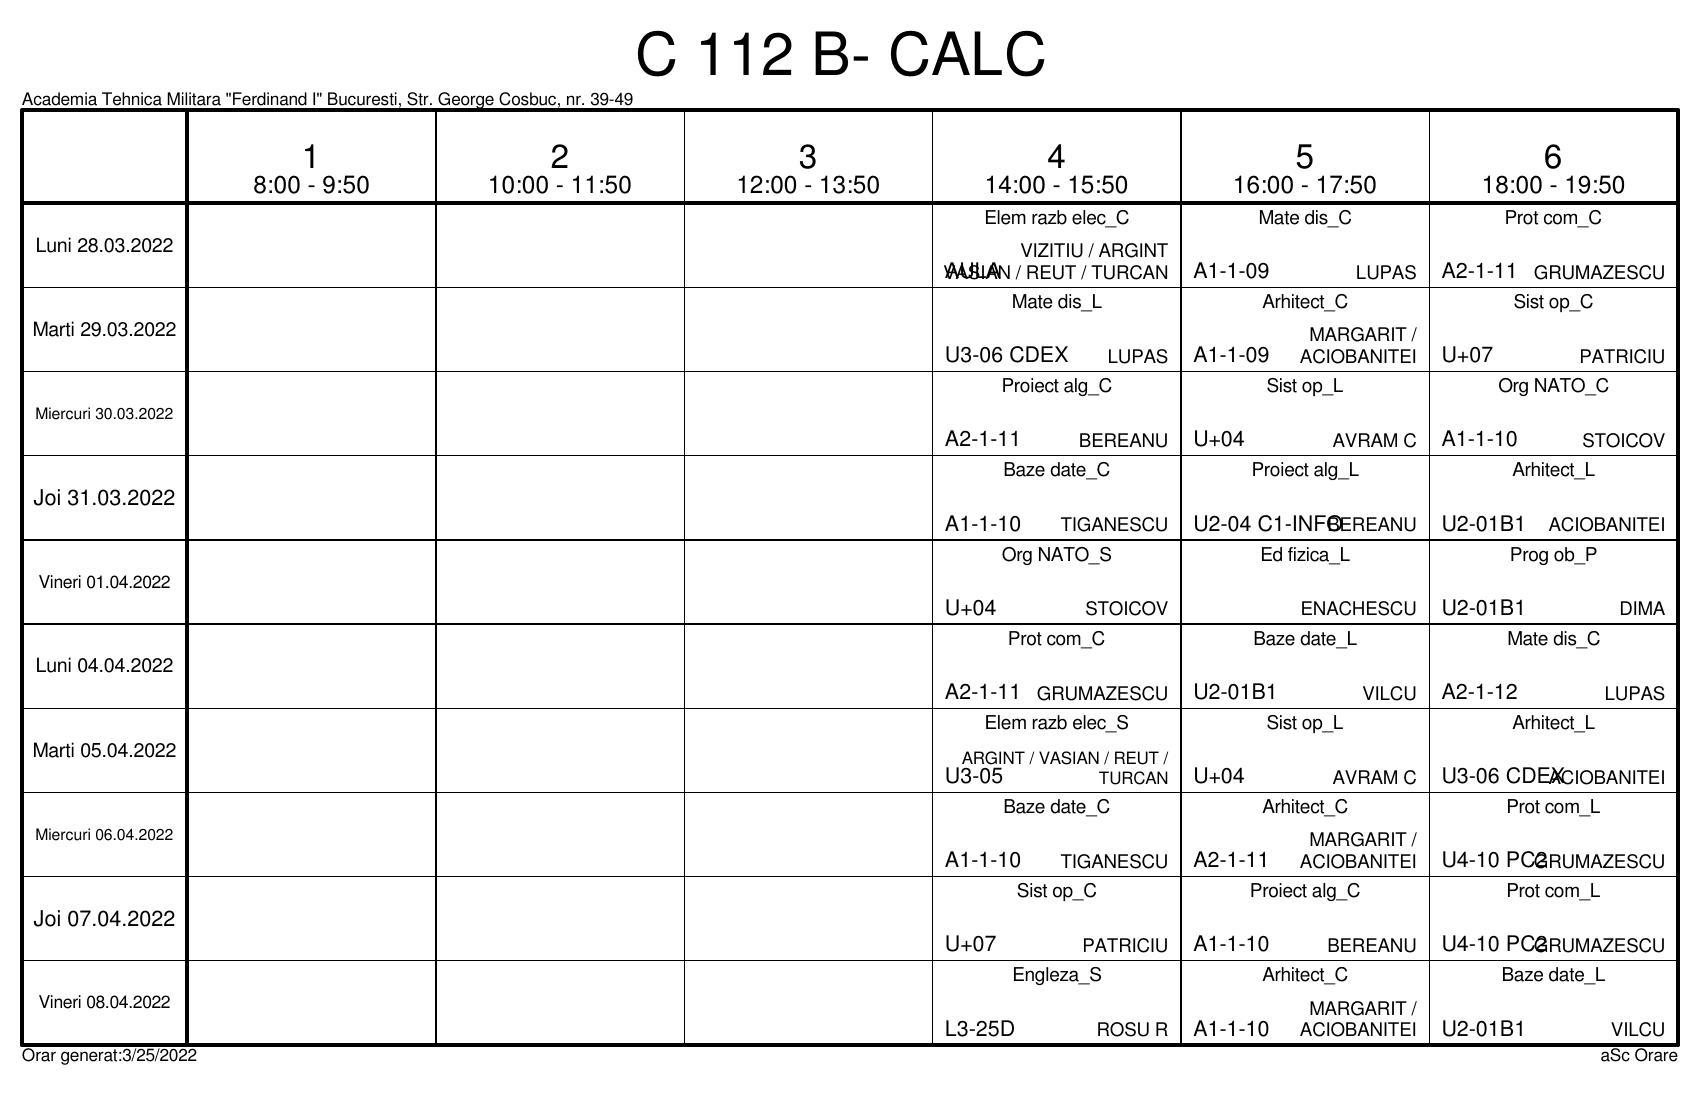 C 112 B- CALC
Academia Tehnica Militara "Ferdinand I" Bucuresti, Str. George Cosbuc, nr. 39-49
1 2 3 4 5 6
8:00 - 9:50 10:00 - 11:50 12:00 - 13:50 14:00 - 15:50 16:00 - 17:50 18:00 - 19:50
Luni 28.03.2022
Elem razb elec_C
VIZITIU / ARGINT
AULA VASIAN / REUT / TURCAN
Mate dis_C
A1-1-09 LUPAS
Prot com_C
A2-1-11 GRUMAZESCU
Marti 29.03.2022
Mate dis_L
U3-06 CDEX LUPAS
Arhitect_C
MARGARIT /
A1-1-09 ACIOBANITEI
Sist op_C
U+07 PATRICIU
Miercuri 30.03.2022
Proiect alg_C
A2-1-11 BEREANU
Sist op_L
U+04 AVRAM C
Org NATO_C
A1-1-10 STOICOV
Joi 31.03.2022
Baze date_C
A1-1-10 TIGANESCU
Proiect alg_L
U2-04 C1-INFO BEREANU
Arhitect_L
U2-01B1 ACIOBANITEI
Vineri 01.04.2022
Org NATO_S
U+04 STOICOV
Ed fizica_L
ENACHESCU
Prog ob_P
U2-01B1 DIMA
Luni 04.04.2022
Prot com_C
A2-1-11 GRUMAZESCU
Baze date_L
U2-01B1 VILCU
Mate dis_C
A2-1-12 LUPAS
Marti 05.04.2022
Elem razb elec_S
ARGINT / VASIAN / REUT /
U3-05 TURCAN
Sist op_L
U+04 AVRAM C
Arhitect_L
U3-06 CDEX ACIOBANITEI
Miercuri 06.04.2022
Baze date_C
A1-1-10 TIGANESCU
Arhitect_C
MARGARIT /
A2-1-11 ACIOBANITEI
Prot com_L
U4-10 PC2 GRUMAZESCU
Joi 07.04.2022
Sist op_C
U+07 PATRICIU
Proiect alg_C
A1-1-10 BEREANU
Prot com_L
U4-10 PC2 GRUMAZESCU
Vineri 08.04.2022
Engleza_S
L3-25D ROSU R
Arhitect_C
MARGARIT /
A1-1-10 ACIOBANITEI
Baze date_L
U2-01B1 VILCU
Orar generat:3/25/2022
aSc Orare